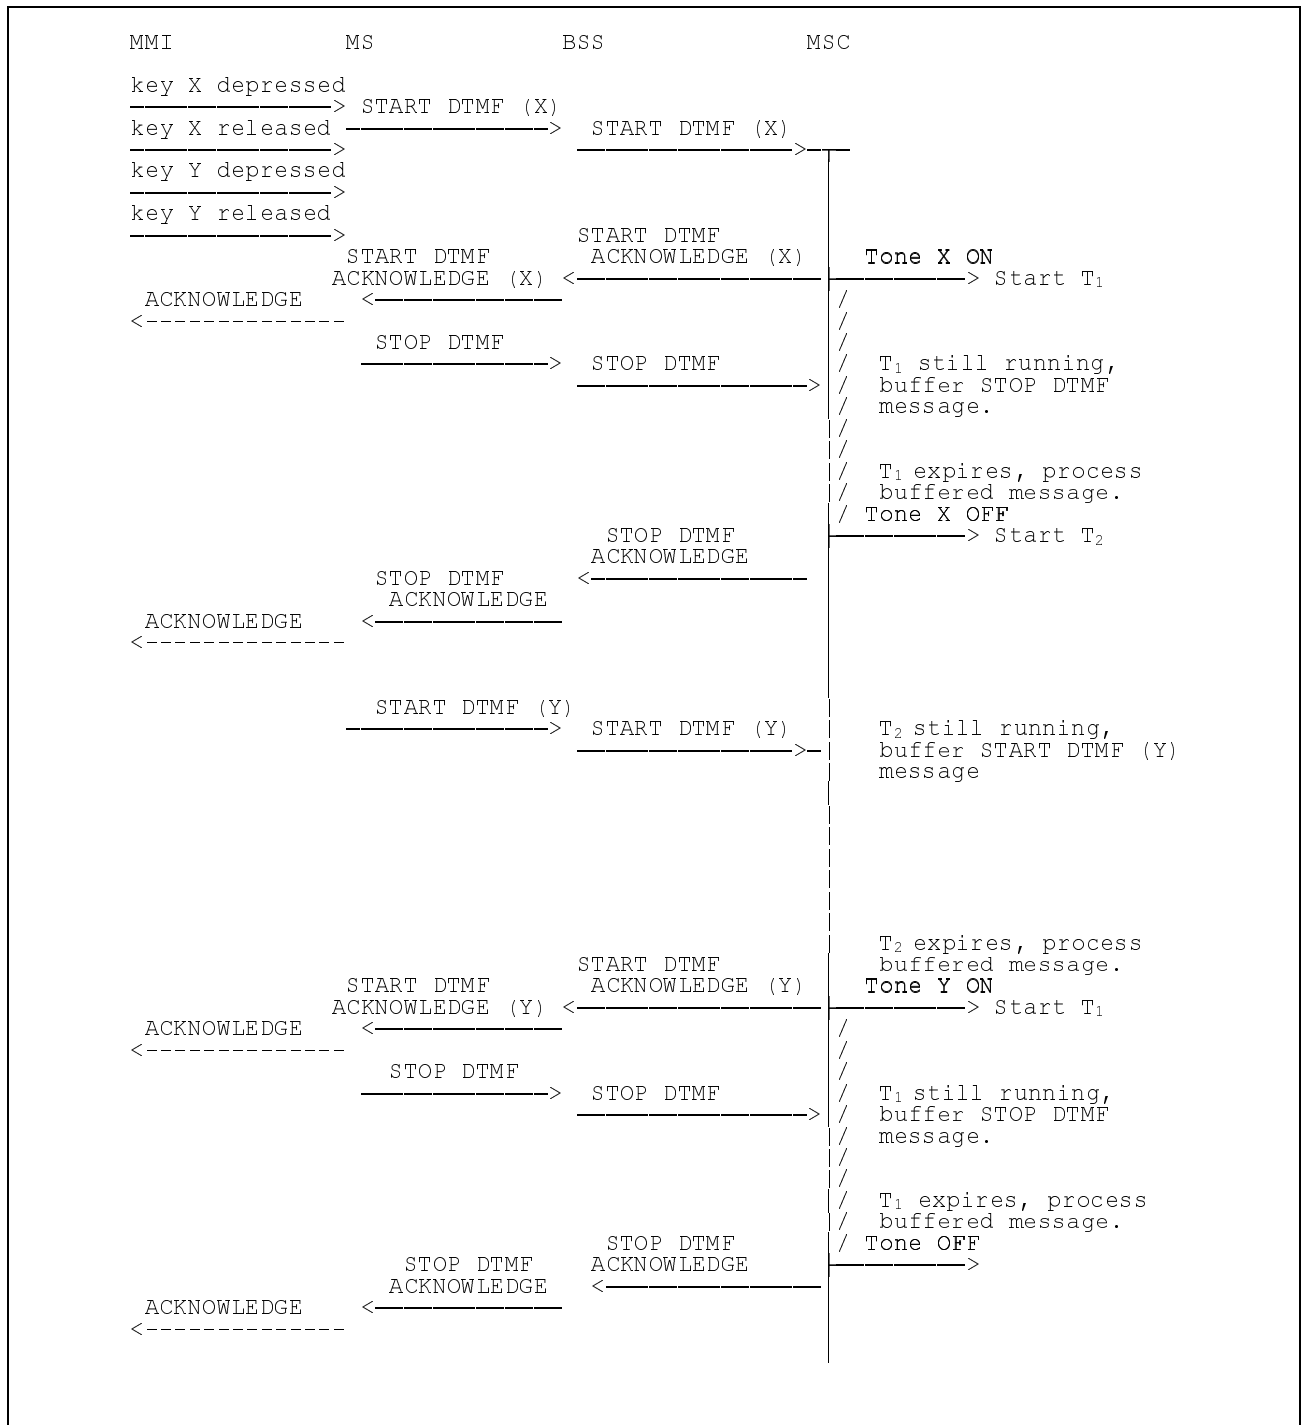 MMI MS BSS MSC
key X depressed
START DTMF (X)
key X released START DTMF (X)
key Y depressed
key Y released
START DTMF
START DTMF ACKNOWLEDGE (X) Tone X ON
ACKNOWLEDGE (X) Start T1
ACKNOWLEDGE
STOP DTMF
STOP DTMF T1 still running,
buffer STOP DTMF
message.
T1 expires, process
buffered message.
Tone X OFF
STOP DTMF Start T2
ACKNOWLEDGE
STOP DTMF
ACKNOWLEDGE
ACKNOWLEDGE
START DTMF (Y)
START DTMF (Y) T2 still running,
buffer START DTMF (Y)
message
T2 expires, process
START DTMF buffered message.
START DTMF ACKNOWLEDGE (Y) Tone Y ON
ACKNOWLEDGE (Y) Start T1
ACKNOWLEDGE
STOP DTMF
STOP DTMF T1 still running,
buffer STOP DTMF
message.
T1 expires, process
buffered message.
STOP DTMF Tone OFF
STOP DTMF ACKNOWLEDGE
ACKNOWLEDGE
ACKNOWLEDGE